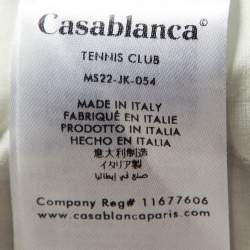 Casablanca©
TENNIS CLUB
MS22-JK-054
MADE IN ITALY
FABRIQUÉ EN ITALIE
PRODOTTO IN ITALIA
HECHO EN ITALIA
意大利制造
イタリア製
صنع في إيطاليا
Company Reg# 11677606
www.casablancaparis.com